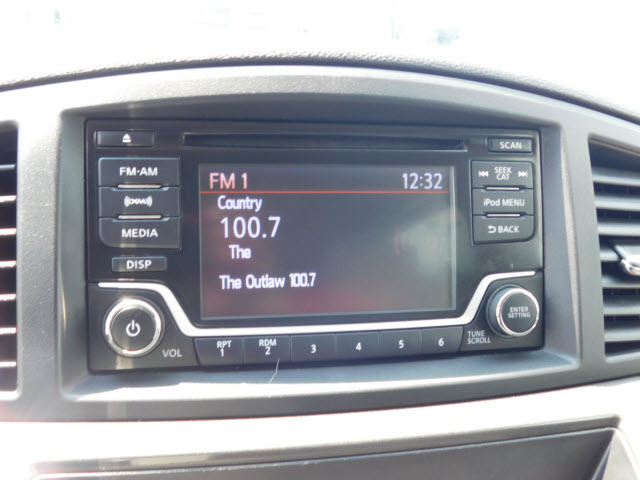 SCAN
FM·AM
FM 1 12:32
SEEK
CAT
(xm)
Country
iPod MENU
100.7
MEDIA
BACK
The
DISP
The Outlaw 100.7
ENTER
SETTING
VOL
RPT
1
RDM
2
3
4
5
6
TUNE
SCROLL